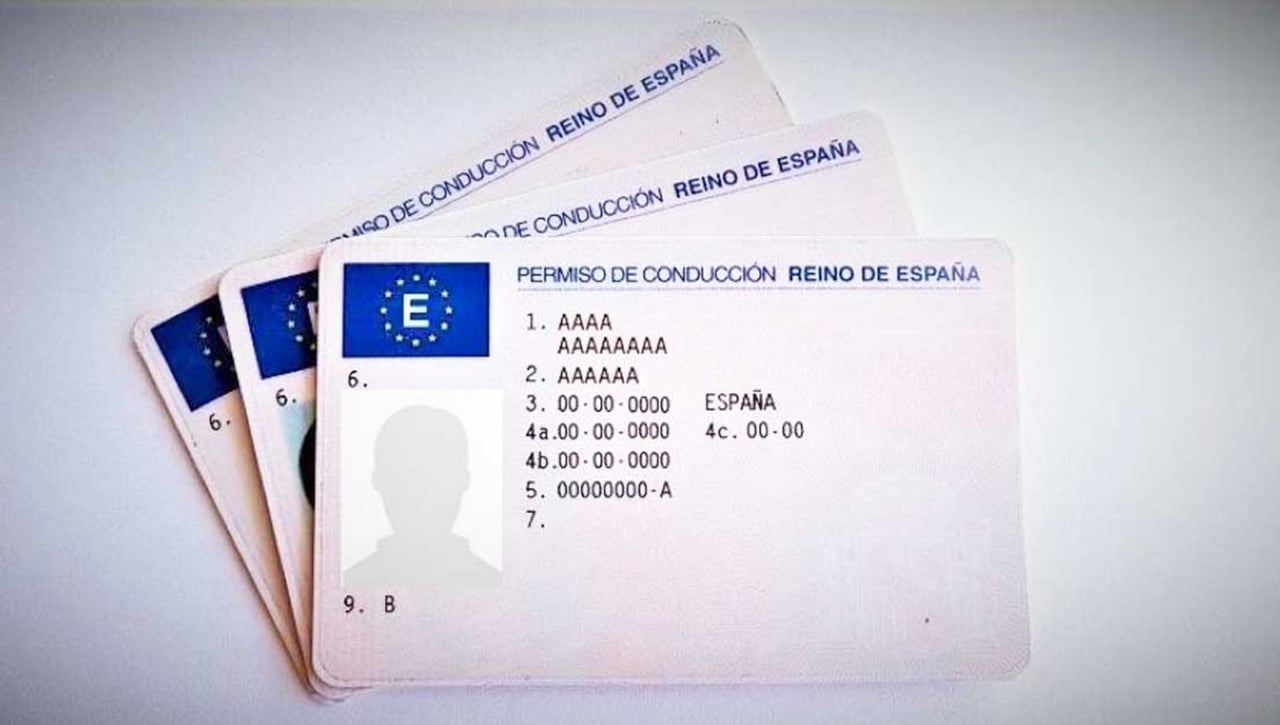 REINO DE ESPAÑA
DE CONDUCCIÓN
DE CONDUCCIÓN REINO DE ESPAÑA
E
PERMISO DE CONDUCCIÓN REINO DE ESPAÑA
1. AAAA
AAAAAAAA
2. AAAAAA
3. 00-00-0000 ESPAÑA
4a.00-00-0000 4c. 00-00
4b.00-00-0000
5. 00000000-A
7.
6.
6.
6.
9. B